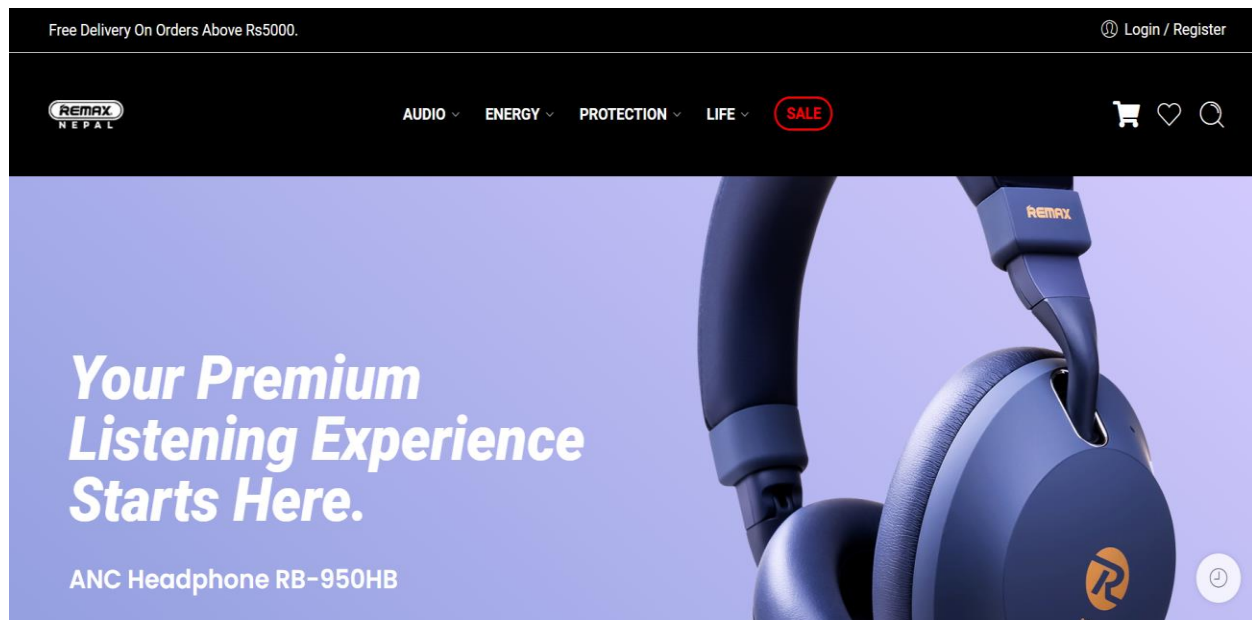 Free Delivery On Orders Above Rs5000.
Login / Register
REMAX
NEPAL
AUDIO
ENERGY
PROTECTION
LIFE
SALE
REMAX
Your Premium
Listening Experience
Starts Here.
ANC Headphone RB-950HB